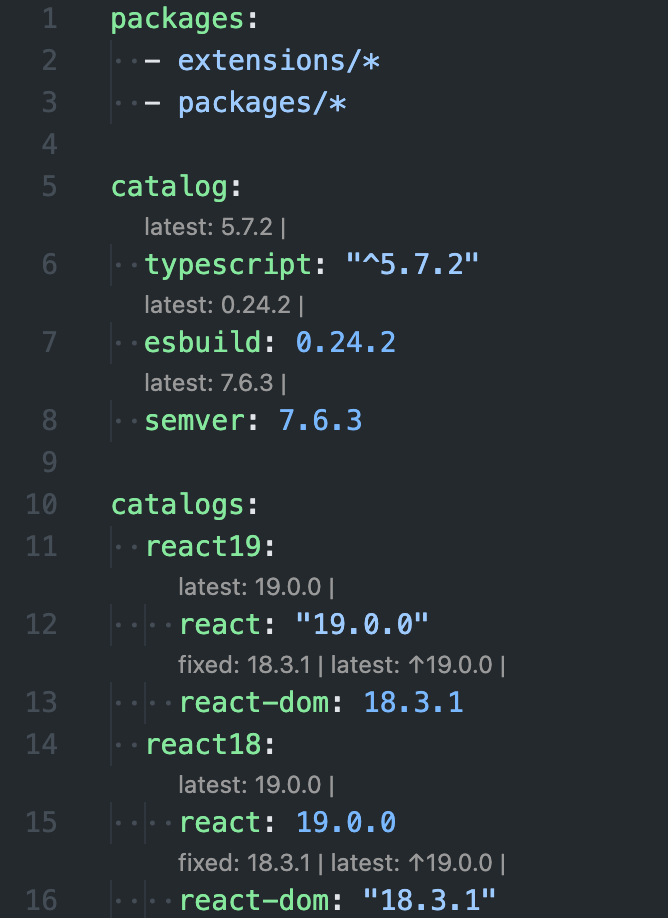 1 packages:
2 - extensions/*
3 - packages/*
4
5 catalog:
latest: 5.7.2 |
6 typescript: "^5.7.2"
latest: 0.24.2 |
7 esbuild: 0.24.2
latest: 7.6.3 |
8 semver: 7.6.3
9
10 catalogs:
11 react19:
latest: 19.0.0 |
12 react: "19.0.0"
fixed: 18.3.1 | latest: ↑19.0.0 |
13 react-dom: 18.3.1
14 react18:
latest: 19.0.0 |
15 react: 19.0.0
fixed: 18.3.1 | latest: ↑19.0.0 |
16 react-dom: "18.3.1"